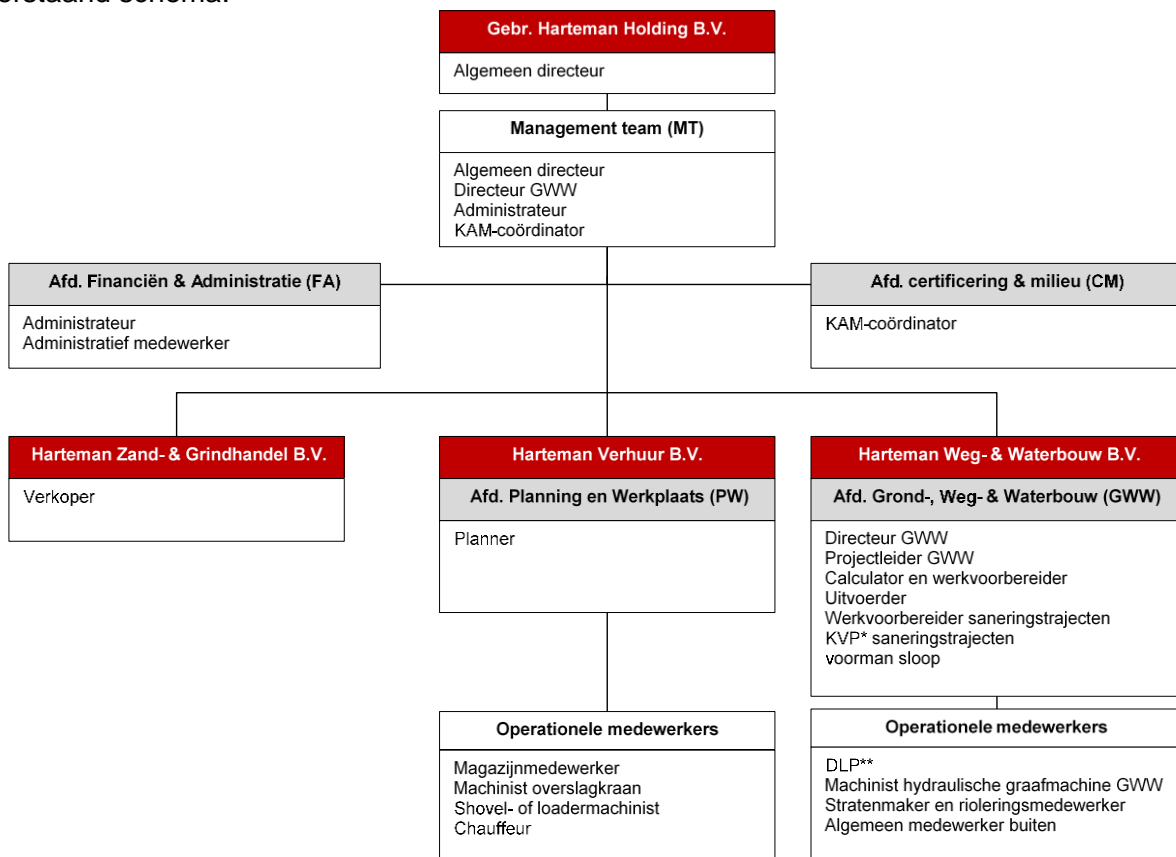 Gebr. Harteman Holding B.V.
Algemeen directeur
Management team (MT)
Algemeen directeur
Directeur GWW
Administrateur
KAM-coördinator
Afd. Financiën & Administratie (FA)
Administrateur
Administratief medewerker
Afd. certificering & milieu (CM)
KAM-coördinator
Harteman Zand- & Grindhandel B.V.
Verkoper
Harteman Verhuur B.V.
Afd. Planning en Werkplaats (PW)
Planner
Harteman Weg- & Waterbouw B.V.
Afd. Grond-, Weg- & Waterbouw (GWW)
Directeur GWW
Projectleider GWW
Calculator en werkvoorbereider
Uitvoerder
Werkvoorbereider saneringstrajecten
KVP* saneringstrajecten
voorman sloop
Operationele medewerkers
Magazijnmedewerker
Machinist overslagkraan
Shovel- of loadermachinist
Chauffeur
Operationele medewerkers
DLP**
Machinist hydraulische graafmachine GWW
Stratenmaker en rioleringsmedewerker
Algemeen medewerker buiten